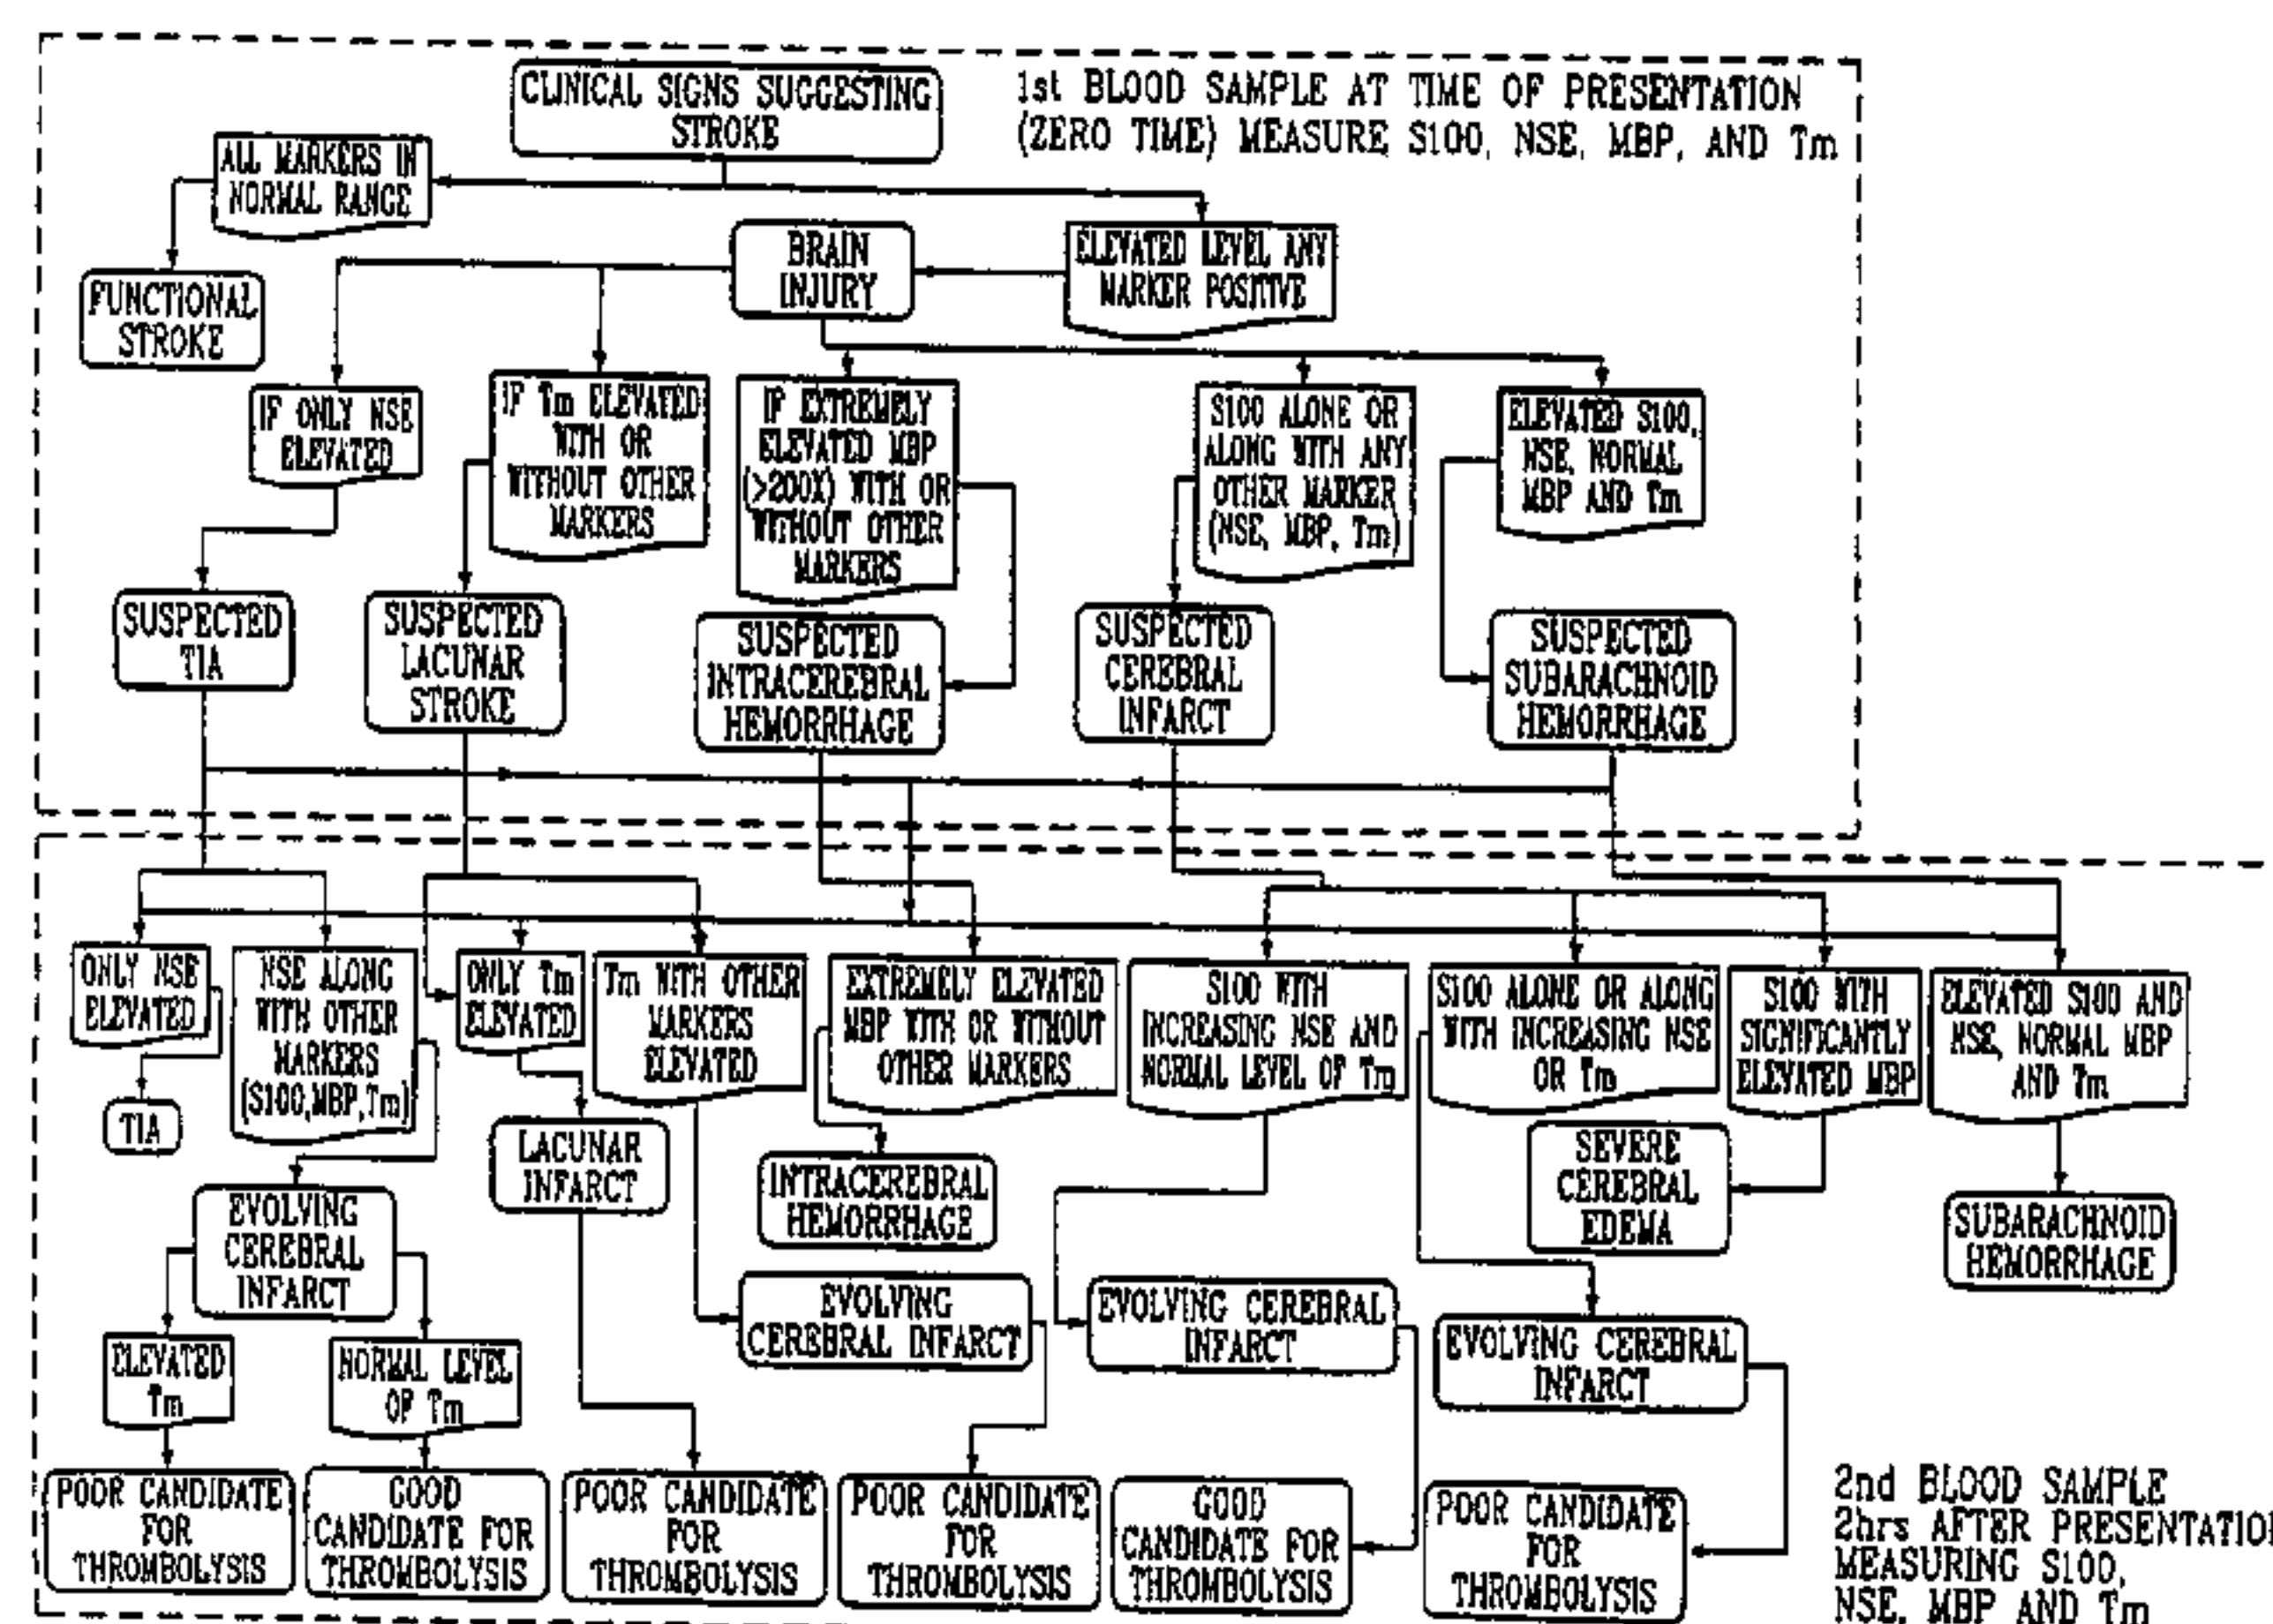 CLINICAL SIGNS SUGGESTING
STROKE
1st BLOOD SAMPLE AT TIME OF PRESENTATION
(ZERO TIME) MEASURE S100, NSE, MBP, AND Tm
ALL MARKERS IN
NORMAL RANGE
BRAIN
INJURY
ELEVATED LEVEL ANY
MARKER POSITIVE
FUNCTIONAL
STROKE
IF ONLY NSE
ELEVATED
IF Tm ELEVATED
WITH OR
WITHOUT OTHER
MARKERS
IF EXTREMELY
ELEVATED MBP
(>200X) WITH OR
WITHOUT OTHER
MARKERS
S100 ALONE OR
ALONG WITH ANY
OTHER MARKER
(NSE, MBP, Tm)
ELEVATED S100,
NSE, NORMAL
MBP AND Tm
SUSPECTED
TIA
SUSPECTED
LACUNAR
STROKE
SUSPECTED
INTRACEREBRAL
HEMORRHAGE
SUSPECTED
CEREBRAL
INFARCT
SUSPECTED
SUBARACHNOID
HEMORRHAGE
ONLY NSE
ELEVATED
NSE ALONG
WITH OTHER
MARKERS
(S100,MBP,Tm)
ONLY Tm
ELEVATED
Tm WITH OTHER
MARKERS
ELEVATED
EXTREMELY ELEVATED
MBP WITH OR WITHOUT
OTHER MARKERS
S100 WITH
INCREASING NSE AND
NORMAL LEVEL OF Tm
S100 ALONE OR ALONG
WITH INCREASING NSE
OR Tm
S100 WITH
SIGNIFICANTLY
ELEVATED MBP
ELEVATED S100 AND
NSE, NORMAL MBP
AND Tm
TIA
LACUNAR
INFARCT
INTRACEREBRAL
HEMORRHAGE
SEVERE
CEREBRAL
EDEMA
SUBARACHNOID
HEMORRHAGE
EVOLVING
CEREBRAL
INFARCT
EVOLVING
CEREBRAL INFARCT
EVOLVING CEREBRAL
INFARCT
EVOLVING CEREBRAL
INFARCT
ELEVATED
Tm
NORMAL LEVEL
OF Tm
POOR CANDIDATE
FOR
THROMBOLYSIS
GOOD
CANDIDATE FOR
THROMBOLYSIS
POOR CANDIDATE
FOR
THROMBOLYSIS
POOR CANDIDATE
FOR
THROMBOLYSIS
GOOD
CANDIDATE FOR
THROMBOLYSIS
POOR CANDIDATE
FOR
THROMBOLYSIS
2nd BLOOD SAMPLE
2hrs AFTER PRESENTATION
MEASURING S100,
NSE, MBP AND Tm